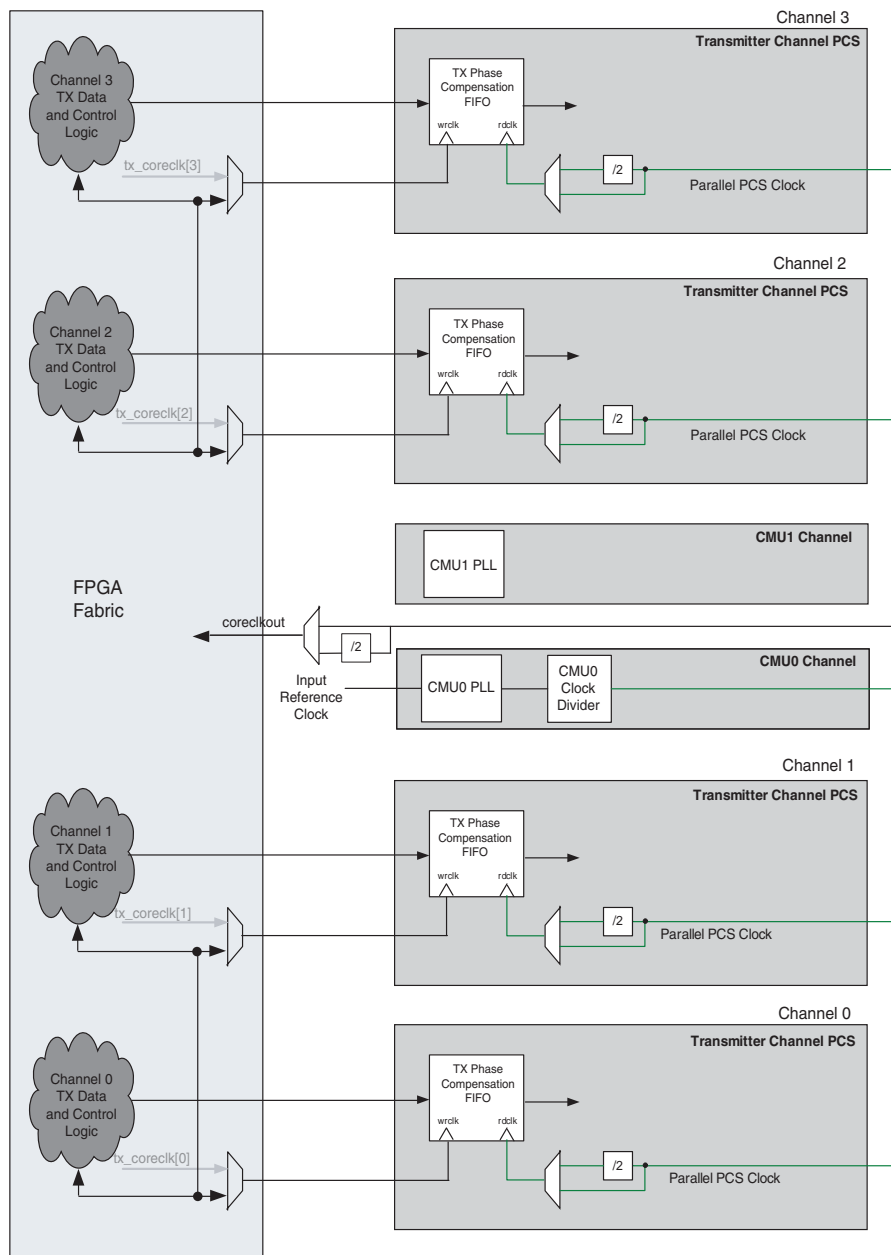 Channel 3
Transmitter Channel PCS
Channel 3
TX Data
and Control
Logic
TX Phase
Compensation
FIFO
wrclk
rdclk
tx_coreclk[3]
/2
Parallel PCS Clock
Channel 2
Transmitter Channel PCS
Channel 2
TX Data
and Control
Logic
TX Phase
Compensation
FIFO
wrclk
rdclk
tx_coreclk[2]
/2
Parallel PCS Clock
CMU1 Channel
CMU1 PLL
FPGA
Fabric
coreclkout
/2
CMU0 Channel
Input
Reference
Clock
CMU0 PLL
CMU0
Clock
Divider
Channel 1
Transmitter Channel PCS
Channel 1
TX Data
and Control
Logic
TX Phase
Compensation
FIFO
wrclk
rdclk
tx_coreclk[1]
/2
Parallel PCS Clock
Channel 0
Transmitter Channel PCS
Channel 0
TX Data
and Control
Logic
TX Phase
Compensation
FIFO
wrclk
rdclk
tx_coreclk[0]
/2
Parallel PCS Clock